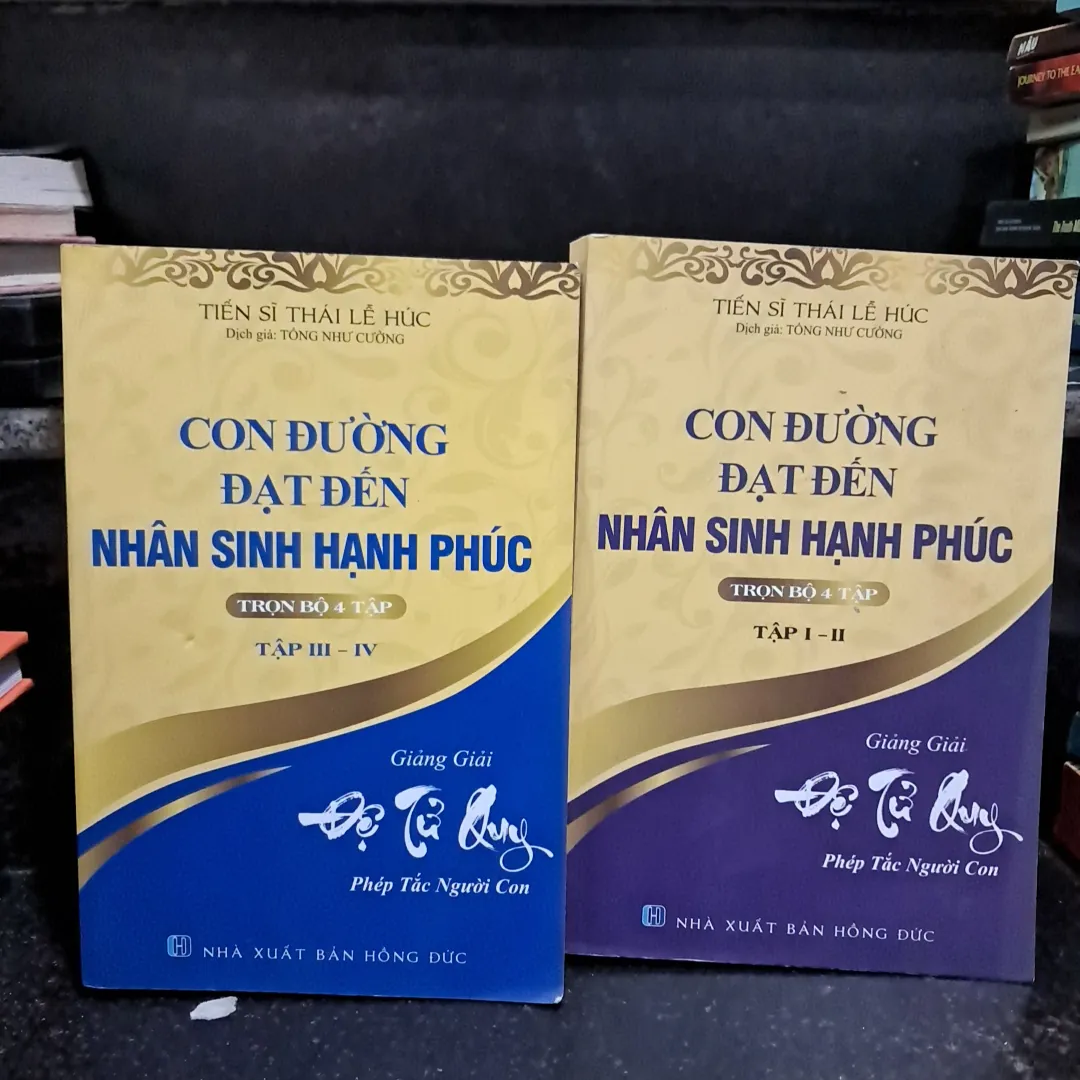 TIẾN SĨ THÁI LỄ HÚC
Dịch giả: TỐNG NHƯ CƯỜNG
CON ĐƯỜNG
ĐẠT ĐẾN
NHÂN SINH HẠNH PHÚC
TRỌN BỘ 4 TẬP
TẬP III – IV
Giảng Giải
Đệ Tử Quy
Phép Tắc Người Con
NHÀ XUẤT BẢN HỒNG ĐỨC
TIẾN SĨ THÁI LỄ HÚC
Dịch giả: TỐNG NHƯ CƯỜNG
CON ĐƯỜNG
ĐẠT ĐẾN
NHÂN SINH HẠNH PHÚC
TRỌN BỘ 4 TẬP
TẬP I – II
Giảng Giải
Đệ Tử Quy
Phép Tắc Người Con
NHÀ XUẤT BẢN HỒNG ĐỨC
JOURNEY TO THE EA